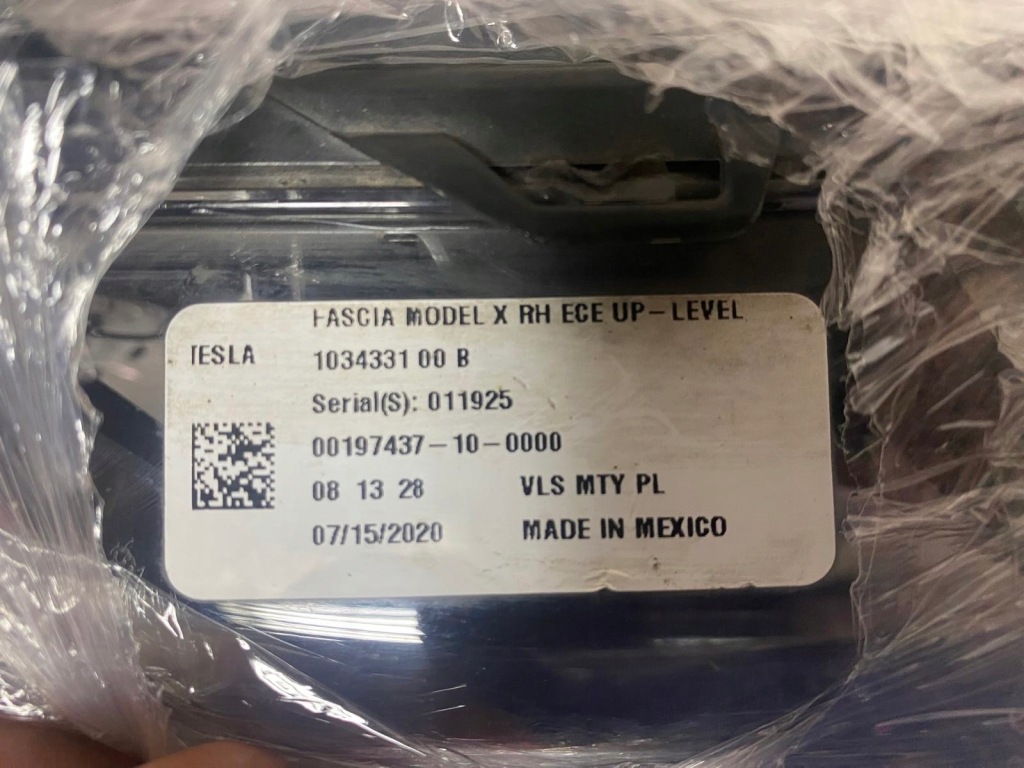 FASCIA MODEL X RH ECE UP-LEVEL
TESLA
1034331 00 B
Serial(S): 011925
00197437-10-0000
08 13 28 VLS MTY PL
07/15/2020 MADE IN MEXICO